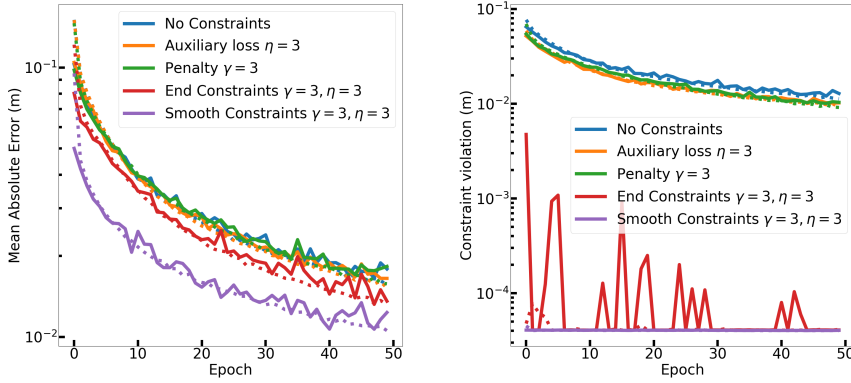 No Constraints
Auxiliary loss η = 3
Penalty γ = 3
End Constraints γ = 3, η = 3
Smooth Constraints γ = 3, η = 3
Mean Absolute Error (m)
10⁻¹
10⁻²
0 10 20 30 40 50
Epoch
No Constraints
Auxiliary loss η = 3
Penalty γ = 3
End Constraints γ = 3, η = 3
Smooth Constraints γ = 3, η = 3
Constraint violation (m)
10⁻¹
10⁻²
10⁻³
10⁻⁴
0 10 20 30 40 50
Epoch